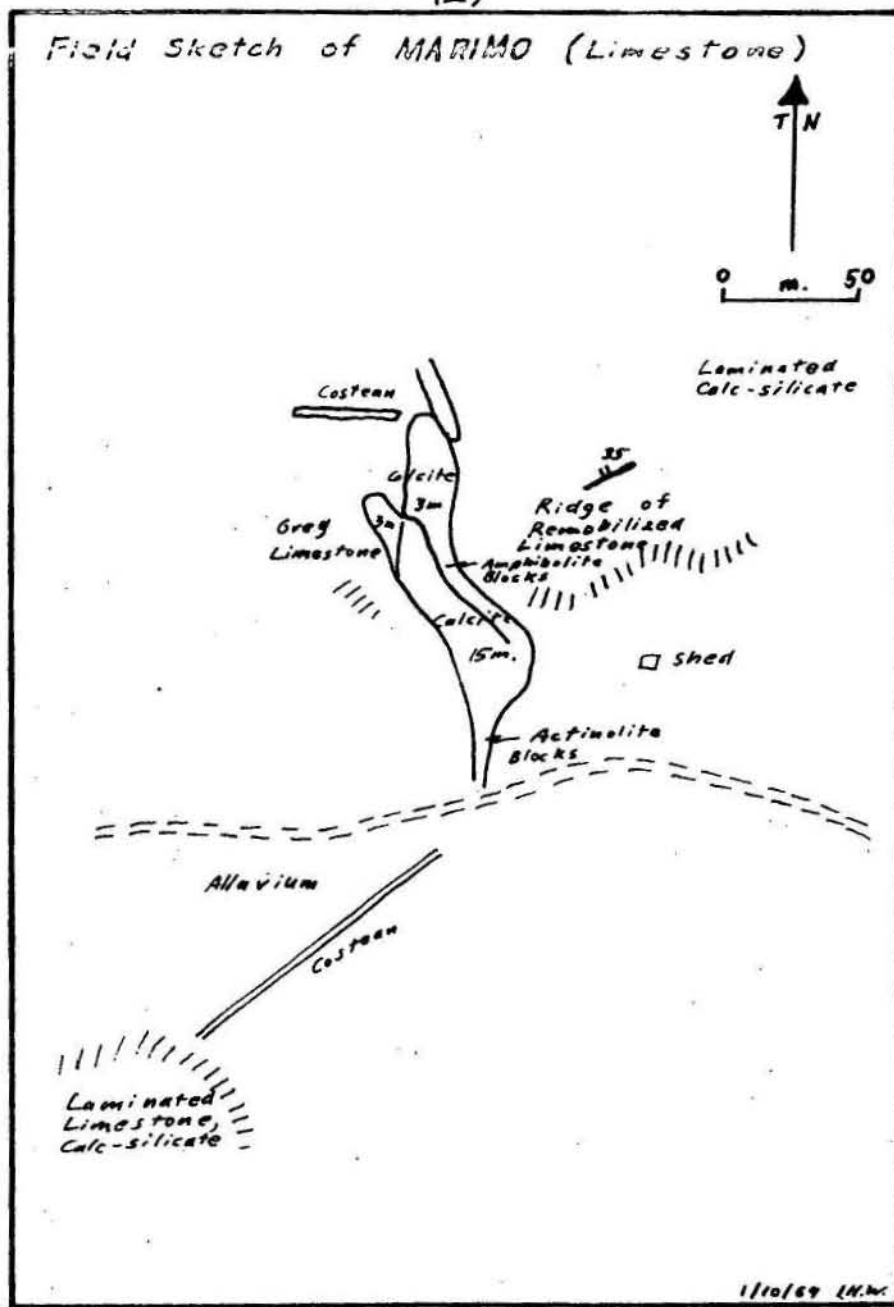 Field Sketch of MARIMO (Limestone)
T N
0 m. 50
Laminated
Calc-silicate
Costean
Calcite
3m
3m
35
Ridge of
Remobilized
Limestone
Grey
Limestone
Amphibolite
Blocks
Calcite
15m.
Shed
Actinolite
Blocks
Alluvium
Costean
Laminated
Limestone,
Calc-silicate
1/10/89 I.H.W.